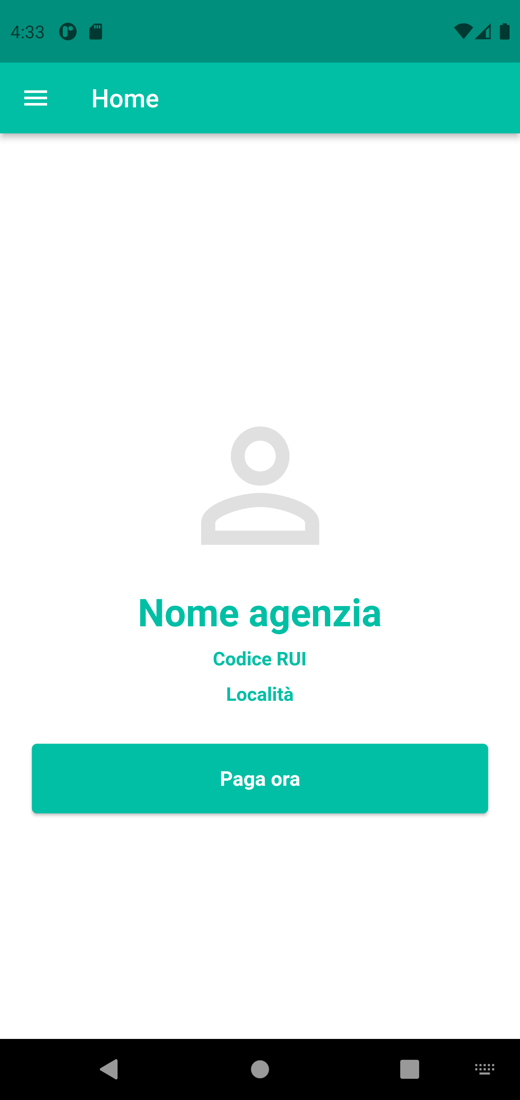 4:33
Home
Nome agenzia
Codice RUI
Località
Paga ora